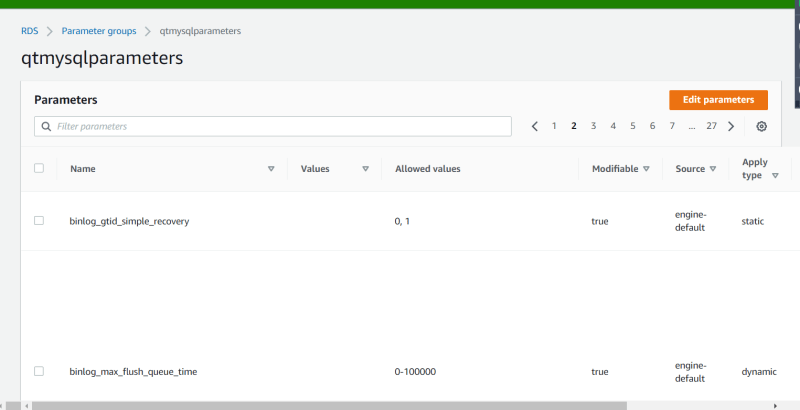 RDS > Parameter groups > qtmysqlparameters
qtmysqlparameters
Parameters
Edit parameters
Filter parameters
< 1 2 3 4 5 6 7 ... 27 >
Name Values Allowed values Modifiable Source Apply type
binlog_gtid_simple_recovery 0, 1 true engine-default static
binlog_max_flush_queue_time 0-100000 true engine-default dynamic